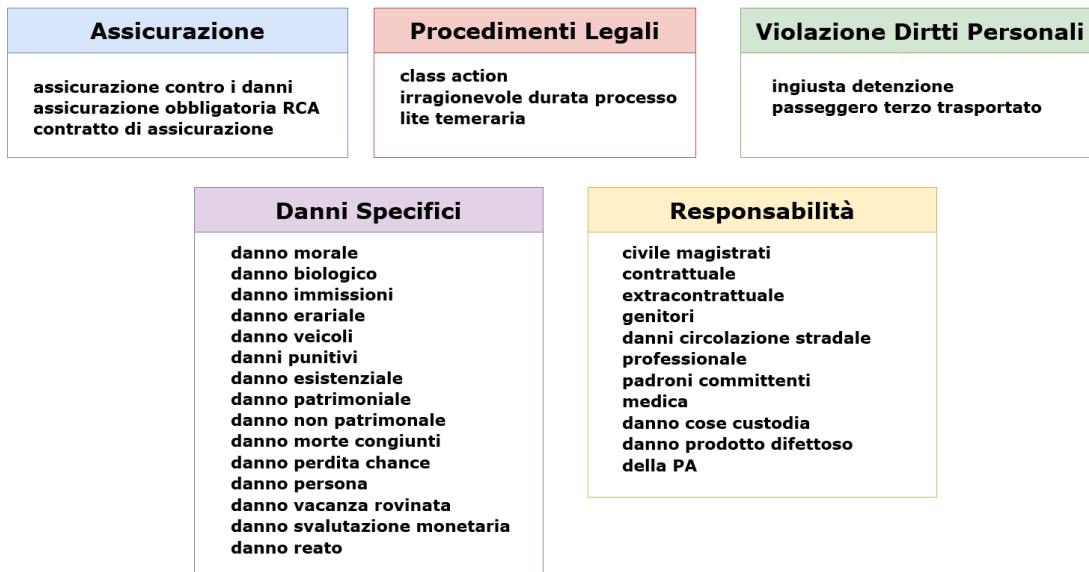 Assicurazione
assicurazione contro i danni
assicurazione obbligatoria RCA
contratto di assicurazione
Procedimenti Legali
class action
irragionevole durata processo
lite temeraria
Violazione Dirtti Personali
ingiusta detenzione
passeggero terzo trasportato
Danni Specifici
danno morale
danno biologico
danno immissioni
danno erariale
danno veicoli
danni punitivi
danno esistenziale
danno patrimoniale
danno non patrimonale
danno morte congiunti
danno perdita chance
danno persona
danno vacanza rovinata
danno svalutazione monetaria
danno reato
Responsabilità
civile magistrati
contrattuale
extracontrattuale
genitori
danni circolazione stradale
professionale
padroni committenti
medica
danno cose custodia
danno prodotto difettoso
della PA